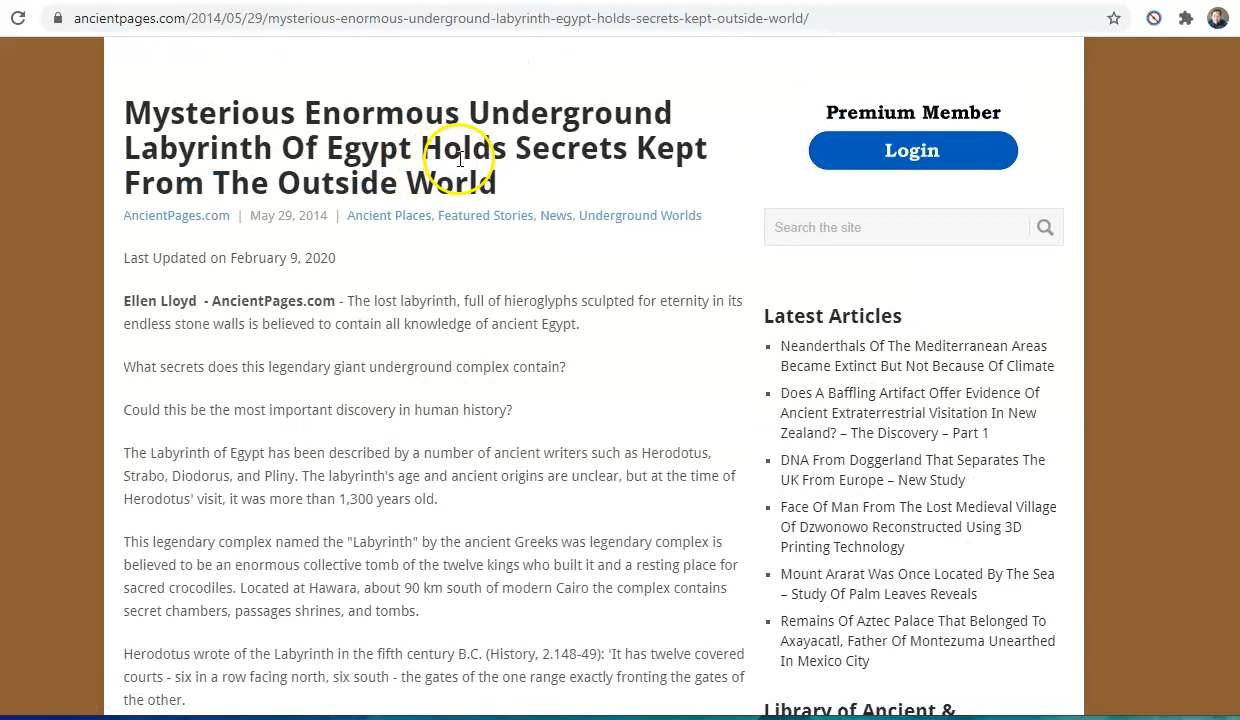 ancientpages.com/2014/05/29/mysterious-enormous-underground-labyrinth-egypt-holds-secrets-kept-outside-world/
Mysterious Enormous Underground
Labyrinth Of Egypt Holds Secrets Kept
From The Outside World
AncientPages.com | May 29, 2014 | Ancient Places, Featured Stories, News, Underground Worlds
Last Updated on February 9, 2020
Ellen Lloyd - AncientPages.com - The lost labyrinth, full of hieroglyphs sculpted for eternity in its
endless stone walls is believed to contain all knowledge of ancient Egypt.
What secrets does this legendary giant underground complex contain?
Could this be the most important discovery in human history?
The Labyrinth of Egypt has been described by a number of ancient writers such as Herodotus,
Strabo, Diodorus, and Pliny. The labyrinth's age and ancient origins are unclear, but at the time of
Herodotus' visit, it was more than 1,300 years old.
This legendary complex named the "Labyrinth" by the ancient Greeks was legendary complex is
believed to be an enormous collective tomb of the twelve kings who built it and a resting place for
sacred crocodiles. Located at Hawara, about 90 km south of modern Cairo the complex contains
secret chambers, passages shrines, and tombs.
Herodotus wrote of the Labyrinth in the fifth century B.C. (History, 2.148-49): 'It has twelve covered
courts - six in a row facing north, six south - the gates of the one range exactly fronting the gates of
the other.
Premium Member
Login
Search the site
Latest Articles
Neanderthals Of The Mediterranean Areas
Became Extinct But Not Because Of Climate
Does A Baffling Artifact Offer Evidence Of
Ancient Extraterrestrial Visitation In New
Zealand? – The Discovery – Part 1
DNA From Doggerland That Separates The
UK From Europe – New Study
Face Of Man From The Lost Medieval Village
Of Dzwonowo Reconstructed Using 3D
Printing Technology
Mount Ararat Was Once Located By The Sea
– Study Of Palm Leaves Reveals
Remains Of Aztec Palace That Belonged To
Axayacatl, Father Of Montezuma Unearthed
In Mexico City
Library of Ancient &